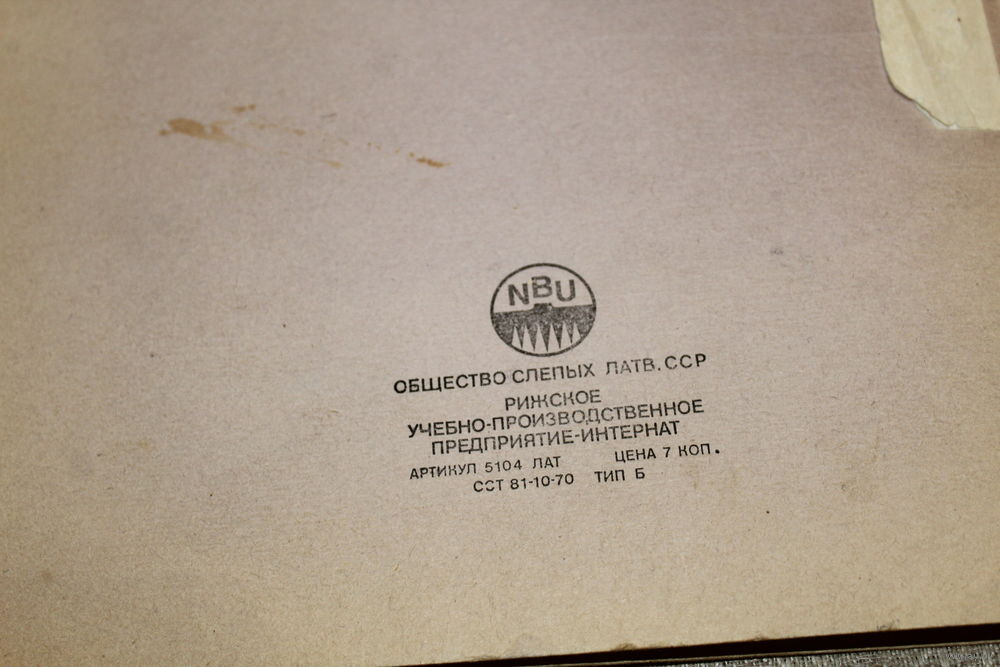 NBU
ОБЩЕСТВО СЛЕПЫХ ЛАТВ. ССР
РИЖСКОЕ
УЧЕБНО-ПРОИЗВОДСТВЕННОЕ
ПРЕДПРИЯТИЕ-ИНТЕРНАТ
АРТИКУЛ 5104 ЛАТ ЦЕНА 7 КОП.
ССТ 81-10-70 ТИП Б